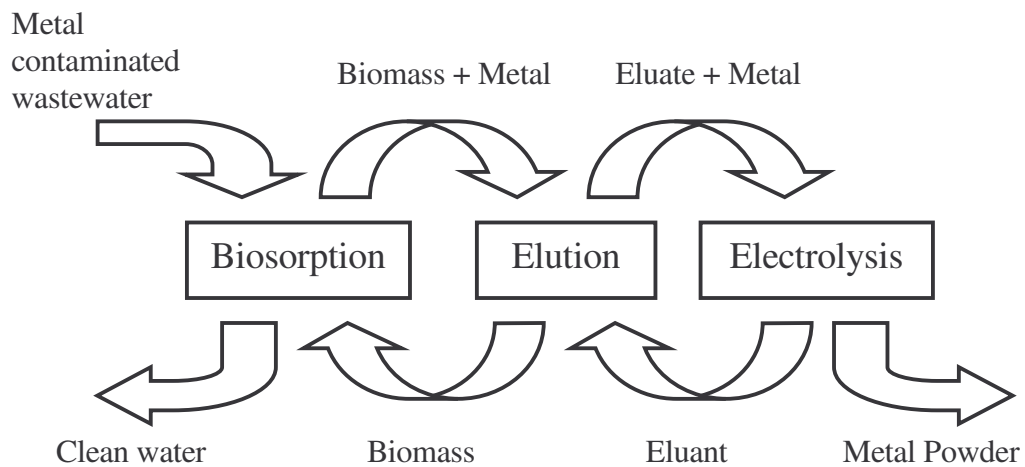 Metal
contaminated
wastewater
Biomass + Metal
Eluate + Metal
Biosorption
Elution
Electrolysis
Clean water
Biomass
Eluant
Metal Powder